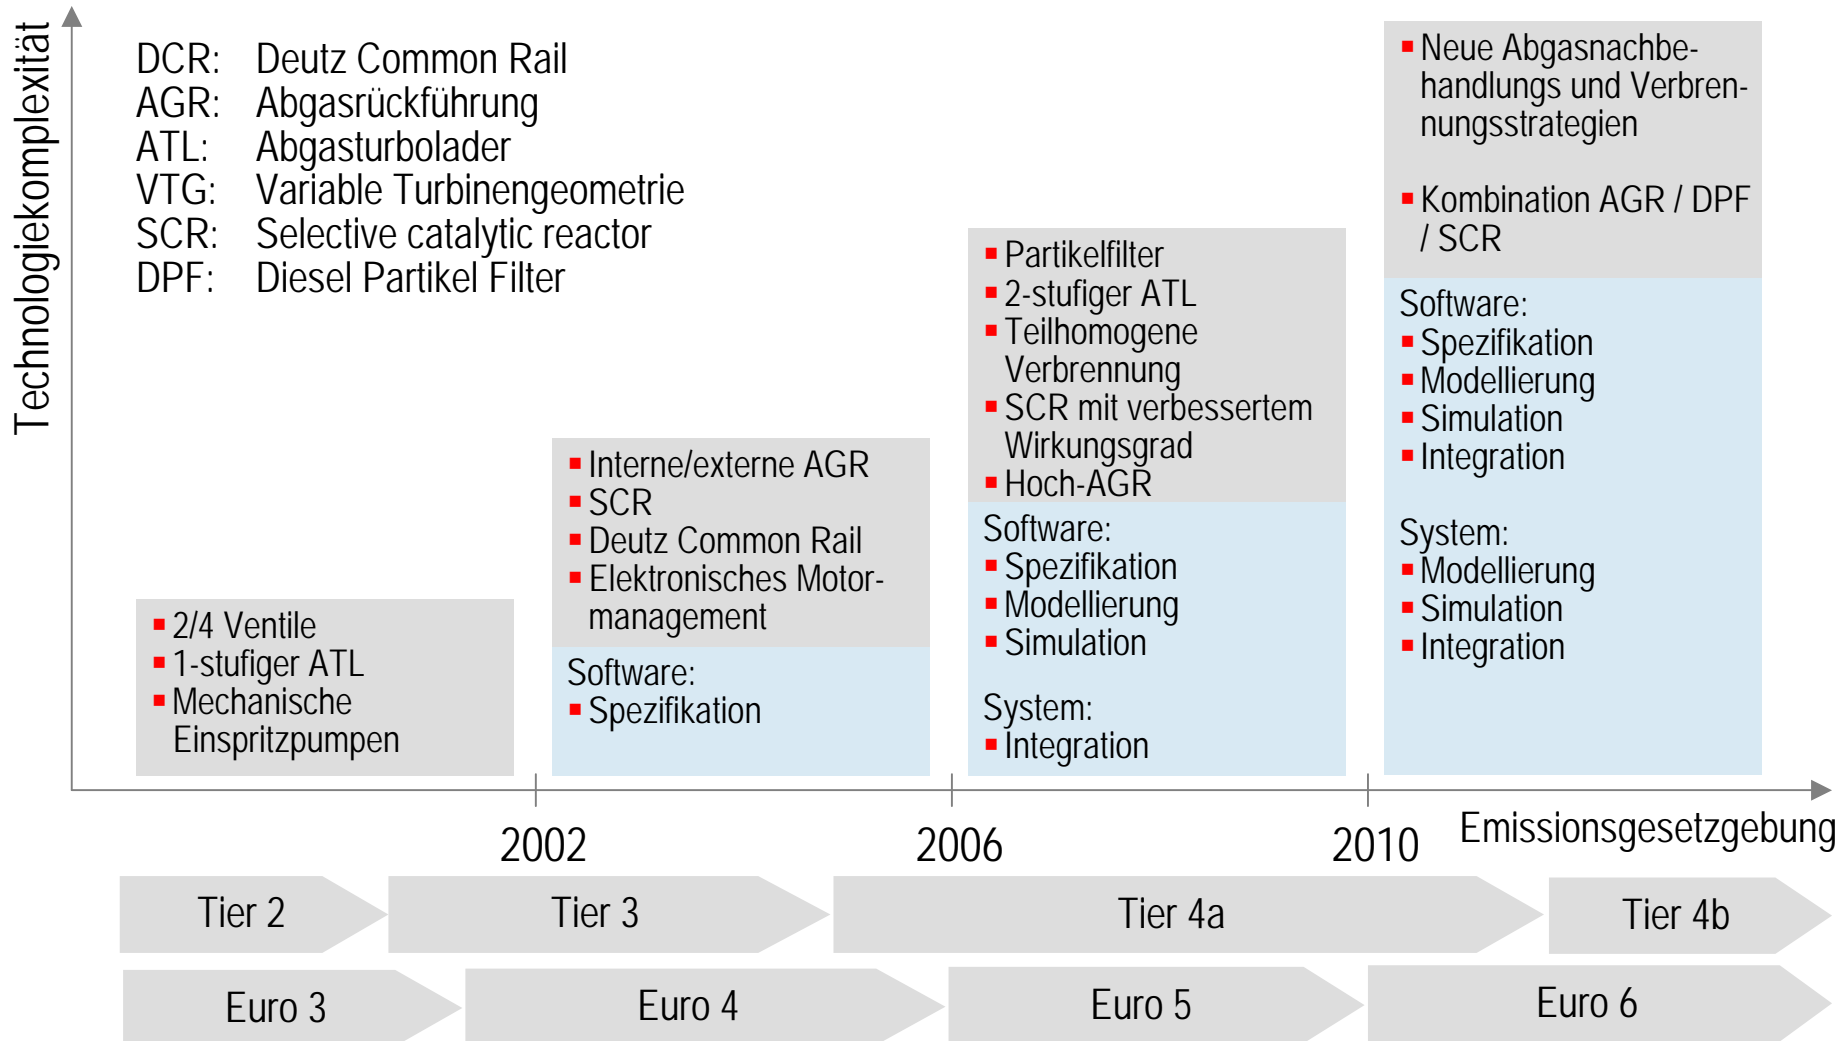 Technologiekomplexität
DCR: Deutz Common Rail
AGR: Abgasrückführung
ATL: Abgasturbolader
VTG: Variable Turbinengeometrie
SCR: Selective catalytic reactor
DPF: Diesel Partikel Filter
2/4 Ventile
1-stufiger ATL
Mechanische
Einspritzpumpen
Interne/externe AGR
SCR
Deutz Common Rail
Elektronisches Motor-
management
Software:
Spezifikation
Partikelfilter
2-stufiger ATL
Teilhomogene
Verbrennung
SCR mit verbessertem
Wirkungsgrad
Hoch-AGR
Software:
Spezifikation
Modellierung
Simulation
System:
Integration
Neue Abgasnachbe-
handlungs und Verbren-
nungsstrategien
Kombination AGR / DPF
/ SCR
Software:
Spezifikation
Modellierung
Simulation
Integration
System:
Modellierung
Simulation
Integration
2002
2006
2010
Emissionsgesetzgebung
Tier 2
Tier 3
Tier 4a
Tier 4b
Euro 3
Euro 4
Euro 5
Euro 6